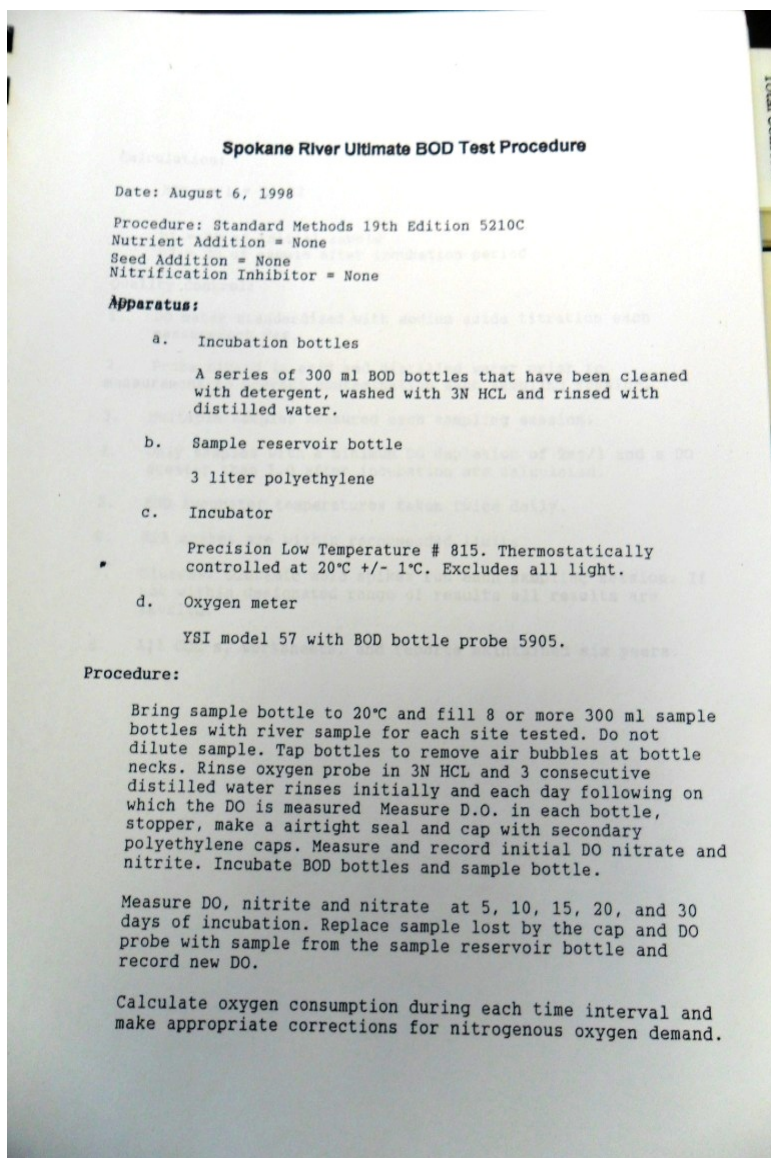 Spokane River Ultimate BOD Test Procedure
Date: August 6, 1998
Procedure: Standard Methods 19th Edition 5210C
Nutrient Addition = None
Seed Addition = None
Nitrification Inhibitor = None
Apparatus:
a. Incubation bottles
A series of 300 ml BOD bottles that have been cleaned
with detergent, washed with 3N HCL and rinsed with
distilled water.
b. Sample reservoir bottle
3 liter polyethylene
c. Incubator
Precision Low Temperature # 815. Thermostatically
controlled at 20°C +/- 1°C. Excludes all light.
d. Oxygen meter
YSI model 57 with BOD bottle probe 5905.
Procedure:
Bring sample bottle to 20°C and fill 8 or more 300 ml sample
bottles with river sample for each site tested. Do not
dilute sample. Tap bottles to remove air bubbles at bottle
necks. Rinse oxygen probe in 3N HCL and 3 consecutive
distilled water rinses initially and each day following on
which the DO is measured  Measure D.O. in each bottle,
stopper, make a airtight seal and cap with secondary
polyethylene caps. Measure and record initial DO nitrate and
nitrite. Incubate BOD bottles and sample bottle.
Measure DO, nitrite and nitrate  at 5, 10, 15, 20, and 30
days of incubation. Replace sample lost by the cap and DO
probe with sample from the sample reservoir bottle and
record new DO.
Calculate oxygen consumption during each time interval and
make appropriate corrections for nitrogenous oxygen demand.